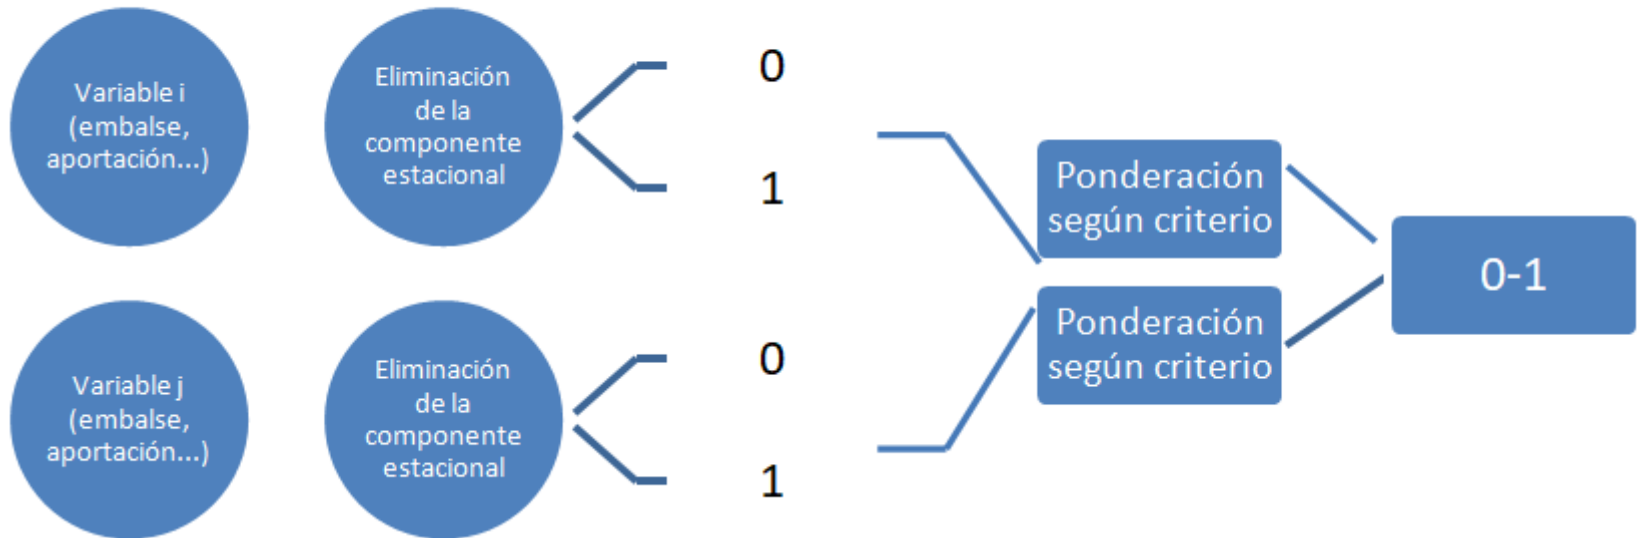 Variable i
(embalse,
aportación...)
Eliminación
de la
componente
estacional
0
1
Ponderación
según criterio
0-1
Variable j
(embalse,
aportación...)
Eliminación
de la
componente
estacional
0
1
Ponderación
según criterio